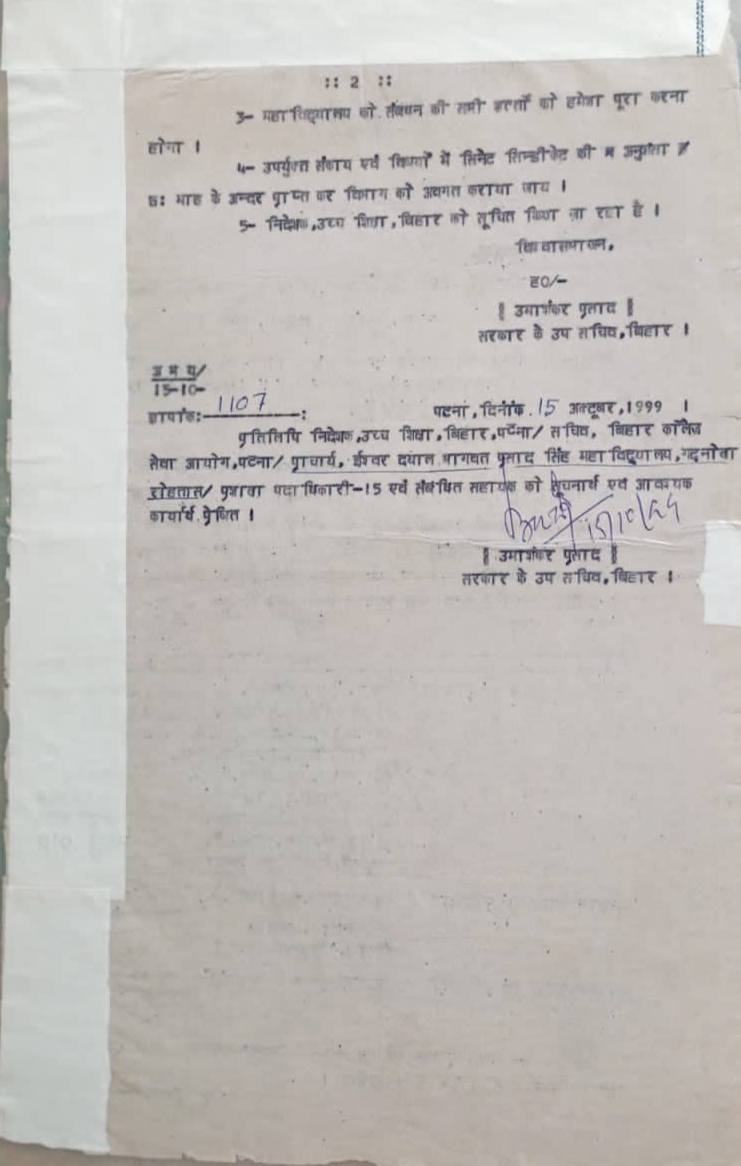 :: 2 ::
3- महाविद्यालय को संबंधन की सभी शर्त्तों को हमेशा पूरा करना
होगा ।
4- उपर्युक्त संकाय एवं विषयों में सिनेट सिन्डीकेट की अनुशंसा
छ: माह के अन्दर प्राप्त कर विभाग को अवगत कराया जाय ।
5- निदेशक,उच्च शिक्षा,बिहार को सूचित किया जा रहा है ।
विश्वासभाजन,
ह0/-
॥ उमाशंकर प्रसाद ॥
सरकार के उप सचिव,बिहार ।
15-10-
ज्ञापांक:- 1107 :
पटना,दिनांक 15 अक्टूबर,1999 ।
प्रतिलिपि निदेशक,उच्च शिक्षा,बिहार,पटना/ सचिव, बिहार कॉलेज
सेवा आयोग,पटना/ प्राचार्य, ईश्वर दयाल भागवत प्रसाद सिंह महाविद्यालय,गढ़नोखा
रोहतास/ प्रशाखा पदाधिकारी-15 एवं संबंधित सहायक को सूचनार्थ एवं आवश्यक
कार्यार्थ प्रेषित ।
15/10/99
॥ उमाशंकर प्रसाद ॥
सरकार के उप सचिव,बिहार ।